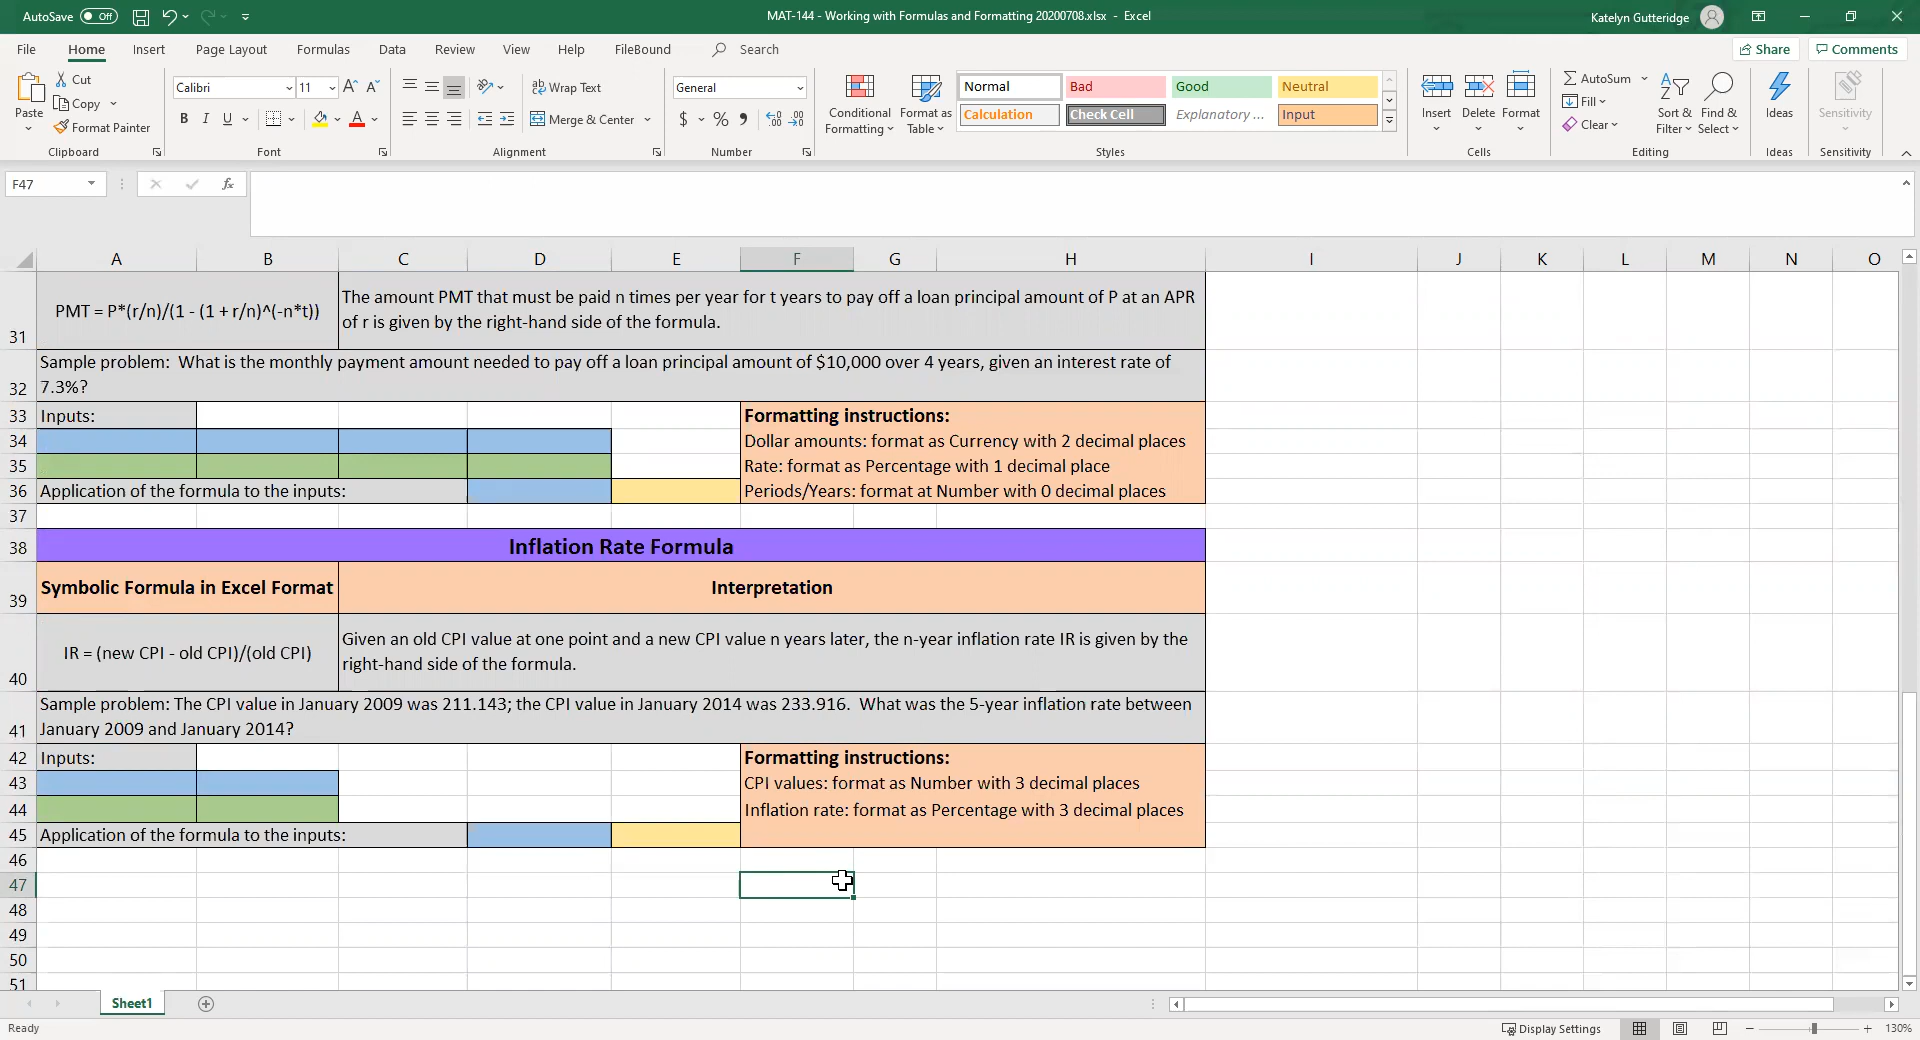 AutoSave Off
MAT-144 - Working with Formulas and Formatting 20200708.xlsx - Excel
Katelyn Gutteridge
File Home Insert Page Layout Formulas Data Review View Help FileBound Search
Share Comments
Paste
Cut
Copy
Format Painter
Clipboard
Calibri 11
B I U
Font
Wrap Text
Merge & Center
Alignment
General
$ % ,
Number
Conditional Formatting
Format as Table
Normal Bad Good Neutral
Calculation Check Cell Explanatory ... Input
Styles
Insert Delete Format
Cells
AutoSum
Fill
Clear
Sort & Filter
Find & Select
Editing
Ideas
Ideas
Sensitivity
Sensitivity
F47
fx
A B C D E F G H I J K L M N O
31 PMT = P*(r/n)/(1 - (1 + r/n)^(-n*t))
The amount PMT that must be paid n times per year for t years to pay off a loan principal amount of P at an APR
of r is given by the right-hand side of the formula.
32 Sample problem: What is the monthly payment amount needed to pay off a loan principal amount of $10,000 over 4 years, given an interest rate of
7.3%?
33 Inputs: Formatting instructions:
34 Dollar amounts: format as Currency with 2 decimal places
35 Rate: format as Percentage with 1 decimal place
36 Application of the formula to the inputs: Periods/Years: format at Number with 0 decimal places
37
38 Inflation Rate Formula
39 Symbolic Formula in Excel Format Interpretation
40 IR = (new CPI - old CPI)/(old CPI)
Given an old CPI value at one point and a new CPI value n years later, the n-year inflation rate IR is given by the
right-hand side of the formula.
41 Sample problem: The CPI value in January 2009 was 211.143; the CPI value in January 2014 was 233.916. What was the 5-year inflation rate between
January 2009 and January 2014?
42 Inputs: Formatting instructions:
43 CPI values: format as Number with 3 decimal places
44 Inflation rate: format as Percentage with 3 decimal places
45 Application of the formula to the inputs:
46
47
48
49
50
51
Sheet1
Ready
Display Settings
130%